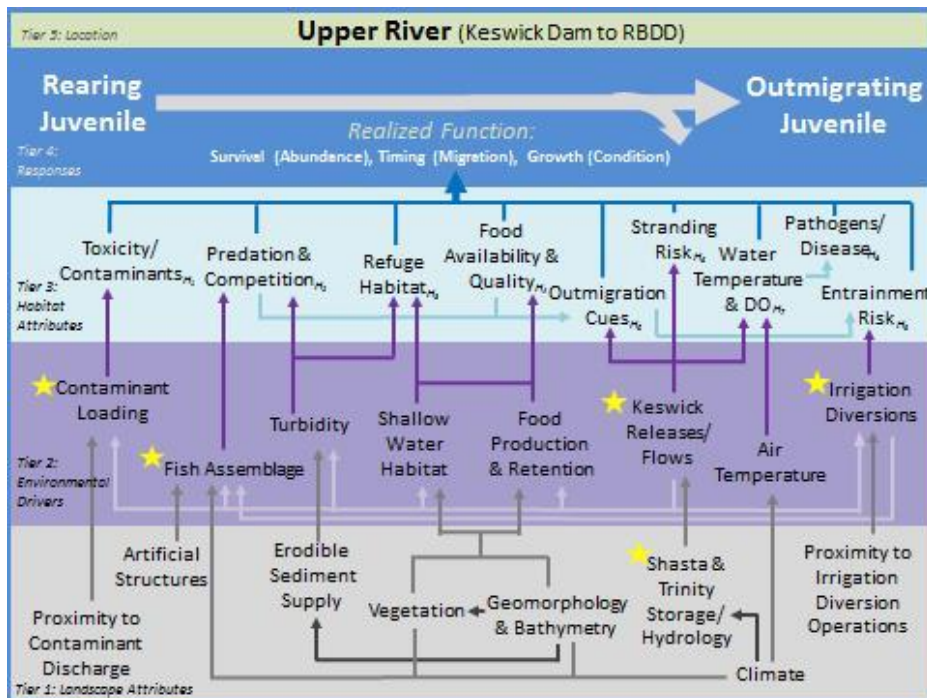 Tier 5: Location
Upper River (Keswick Dam to RBDD)
Rearing
Juvenile
Outmigrating
Juvenile
Realized Function:
Survival (Abundance), Timing (Migration), Growth (Condition)
Tier 4:
Responses
Toxicity/
Contaminants
Predation &
Competition
Refuge
Habitat
Food
Availability &
Quality
Outmigration
Cues
Stranding
Risk
Water
Temperature
& DO
Pathogens/
Disease
Entrainment
Risk
Tier 3:
Habitat
Attributes
Contaminant
Loading
Fish Assemblage
Turbidity
Shallow
Water
Habitat
Food
Production
& Retention
Keswick
Releases/
Flows
Air
Temperature
Irrigation
Diversions
Tier 2:
Environmental
Drivers
Proximity to
Contaminant
Discharge
Artificial
Structures
Erodible
Sediment
Supply
Vegetation
Geomorphology
& Bathymetry
Shasta &
Trinity
Storage/
Hydrology
Climate
Proximity to
Irrigation
Diversion
Operations
Tier 1: Landscape Attributes